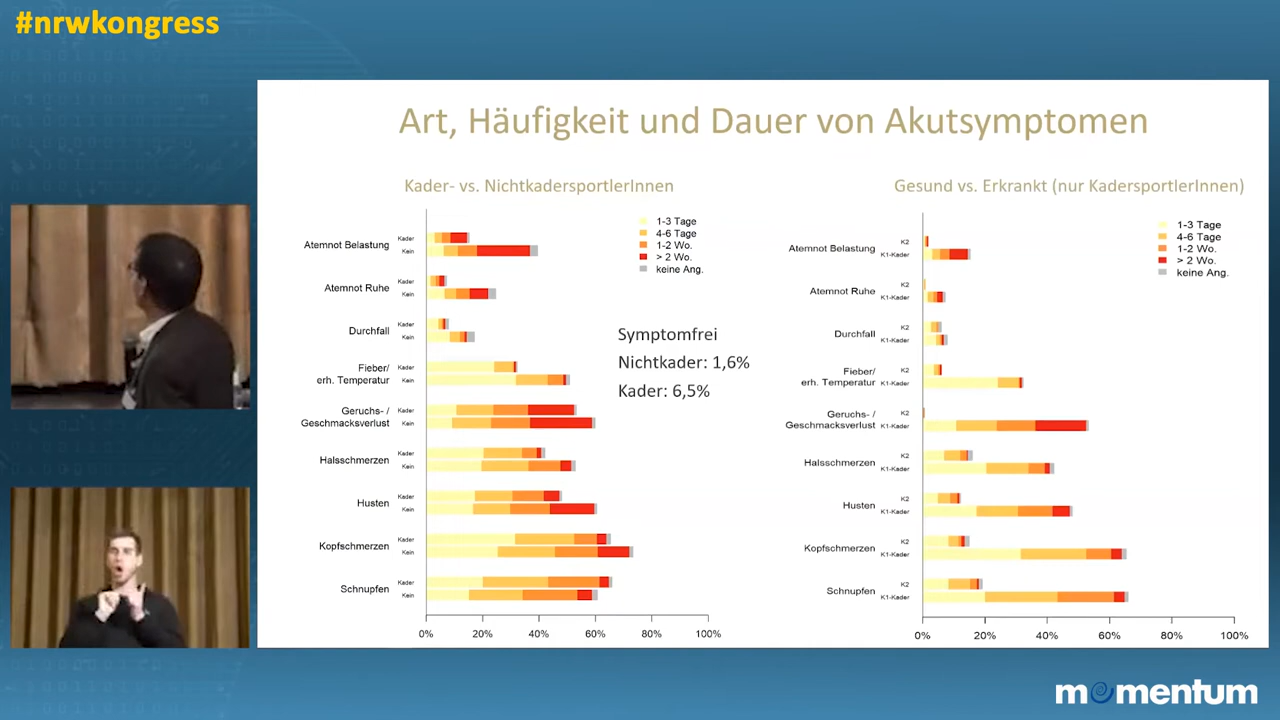 #nrwkongress
Art, Häufigkeit und Dauer von Akutsymptomen
Kader- vs. NichtkadersportlerInnen
1-3 Tage
4-6 Tage
1-2 Wo.
> 2 Wo.
keine Ang.
Atemnot Belastung
Kader
Kein
Atemnot Ruhe
Kader
Kein
Durchfall
Kader
Kein
Fieber/
erh. Temperatur
Kader
Kein
Geruchs- /
Geschmacksverlust
Kader
Kein
Halsschmerzen
Kader
Kein
Husten
Kader
Kein
Kopfschmerzen
Kader
Kein
Schnupfen
Kader
Kein
0% 20% 40% 60% 80% 100%
Symptomfrei
Nichtkader: 1,6%
Kader: 6,5%
Gesund vs. Erkrankt (nur KadersportlerInnen)
1-3 Tage
4-6 Tage
1-2 Wo.
> 2 Wo.
keine Ang.
Atemnot Belastung
K2
K1-Kader
Atemnot Ruhe
K2
K1-Kader
Durchfall
K2
K1-Kader
Fieber/
erh. Temperatur
K2
K1-Kader
Geruchs- /
Geschmacksverlust
K2
K1-Kader
Halsschmerzen
K2
K1-Kader
Husten
K2
K1-Kader
Kopfschmerzen
K2
K1-Kader
Schnupfen
K2
K1-Kader
0% 20% 40% 60% 80% 100%
momentum